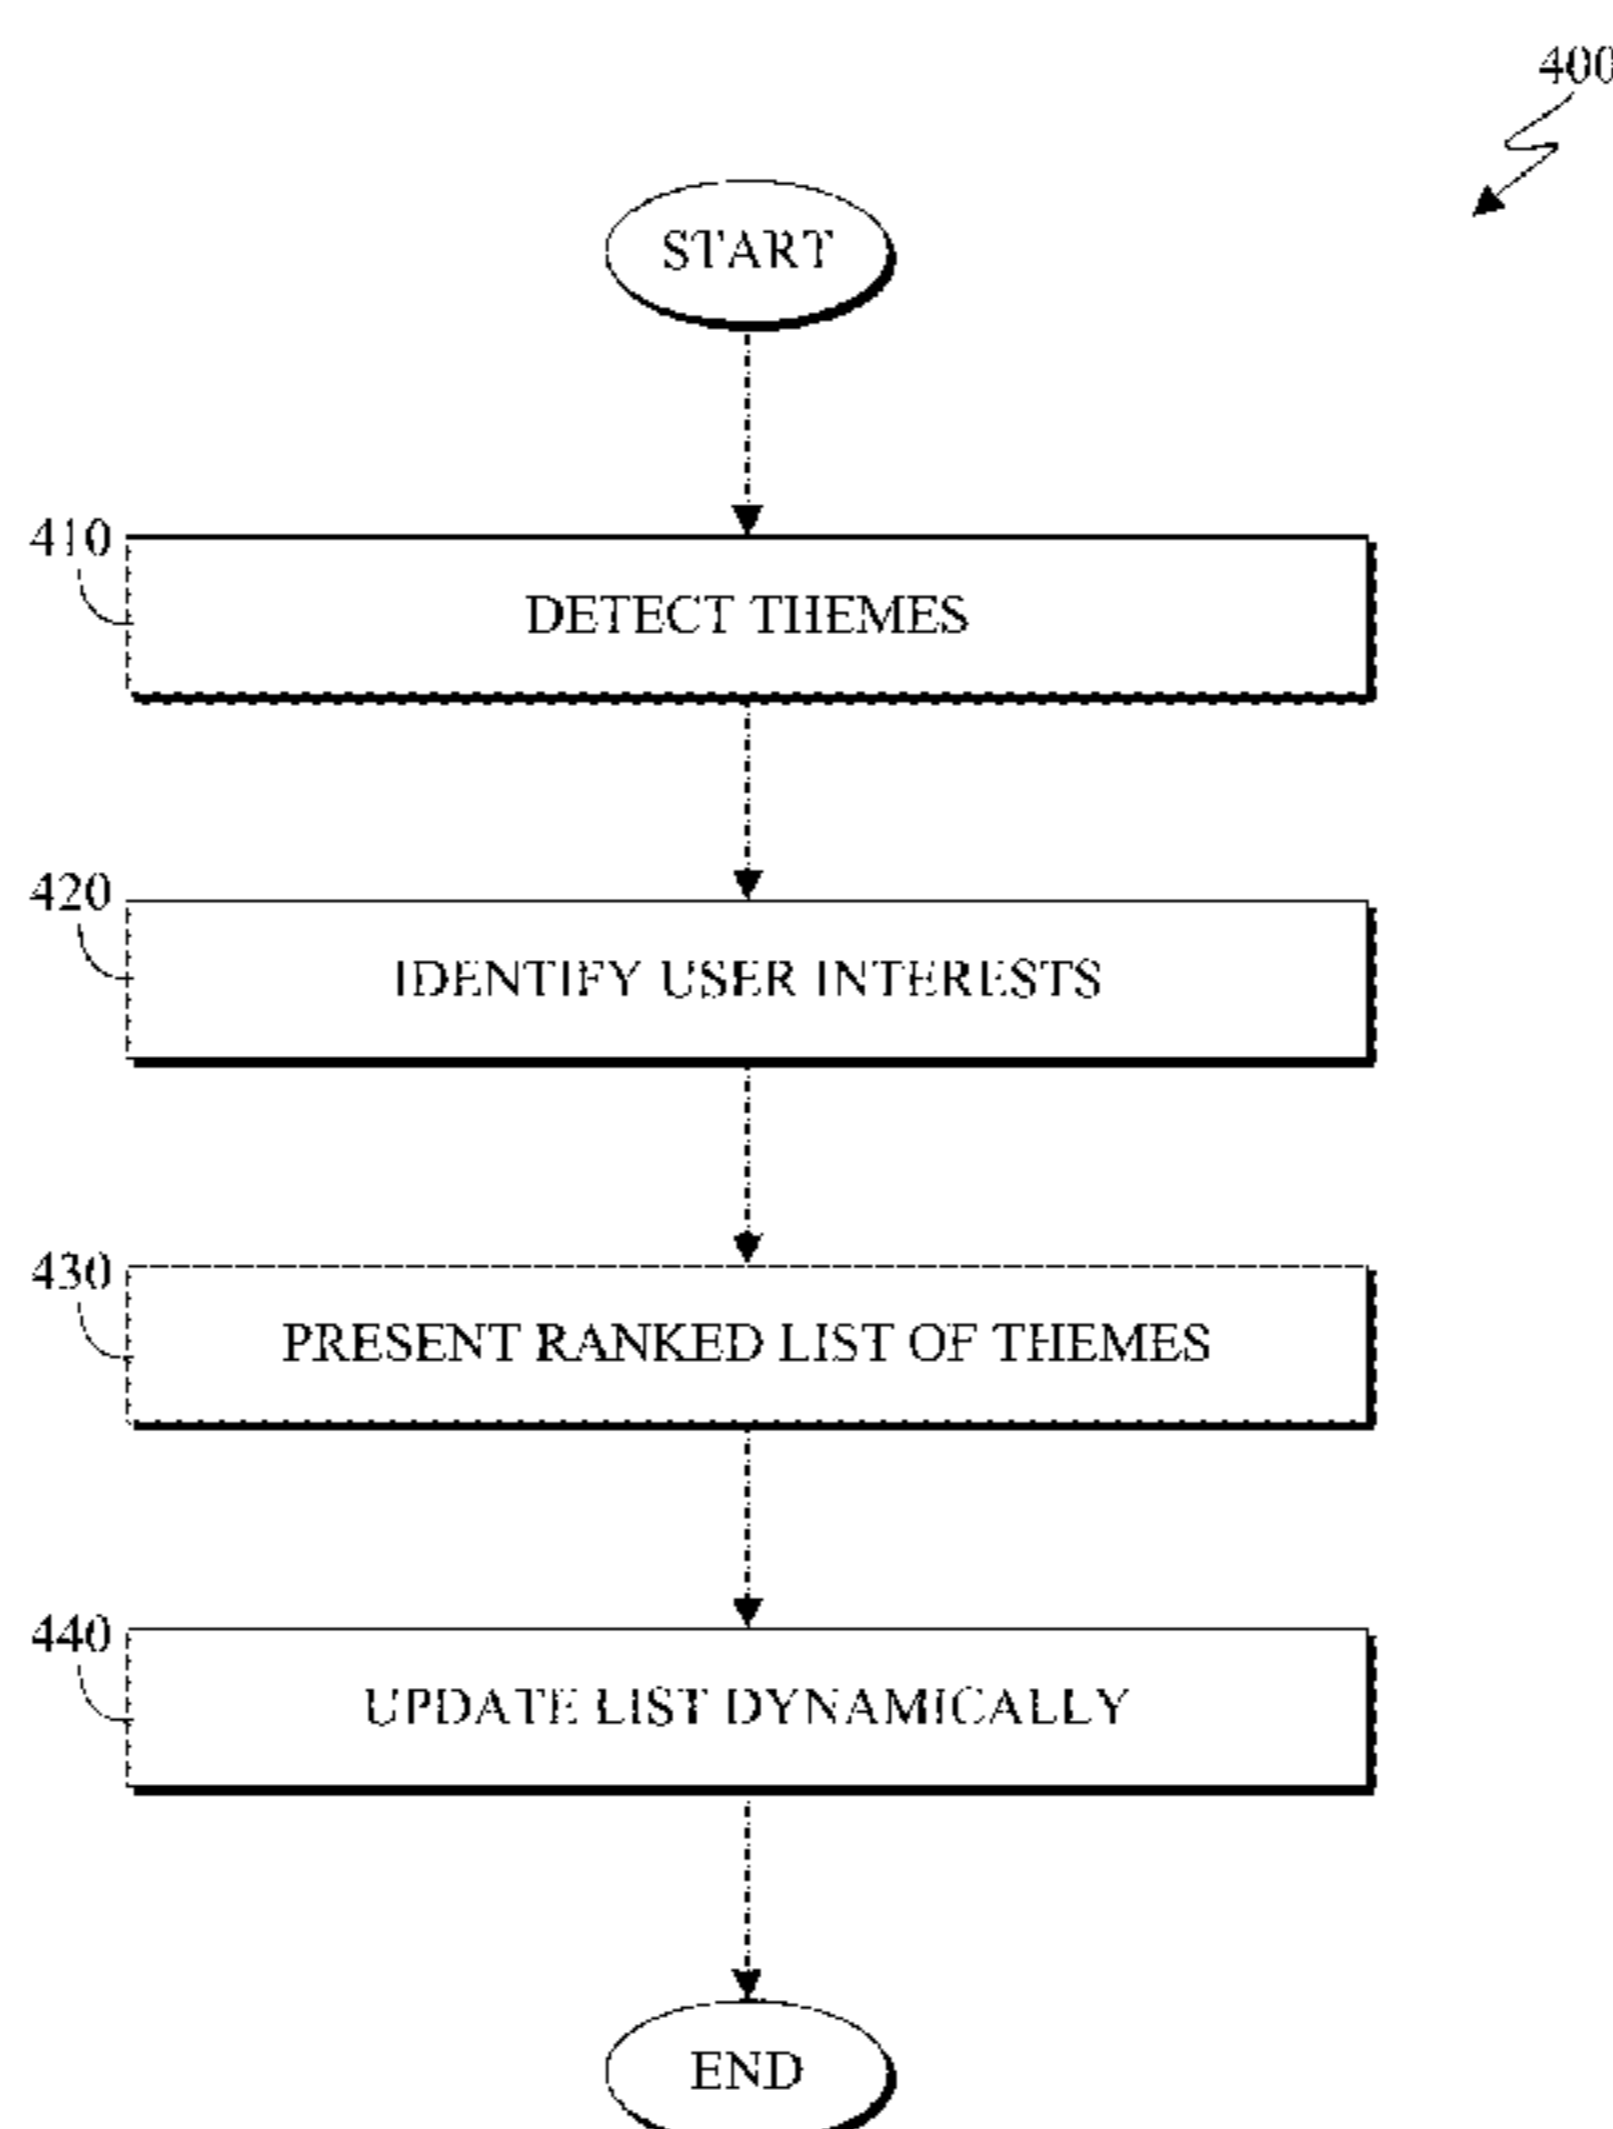 400
START
410
DETECT THEMES
420
IDENTIFY USER INTERESTS
430
PRESENT RANKED LIST OF THEMES
440
UPDATE LIST DYNAMICALLY
END